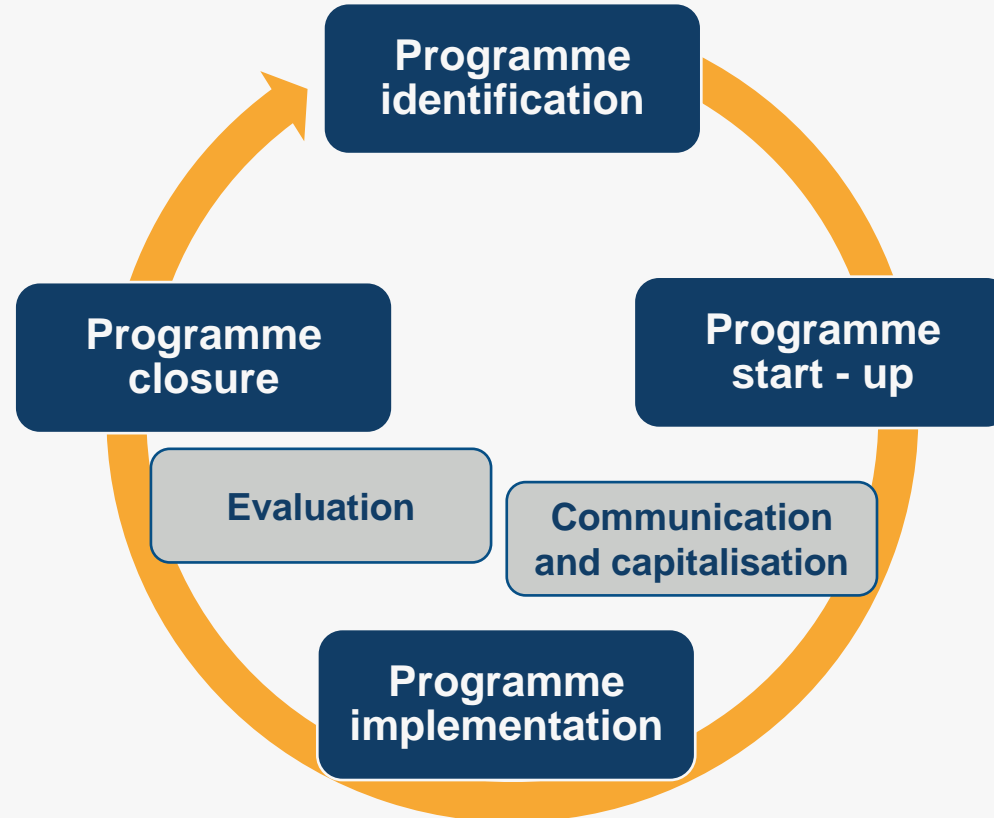 Programme
identification
Programme
closure
Programme
start - up
Evaluation
Communication
and capitalisation
Programme
implementation